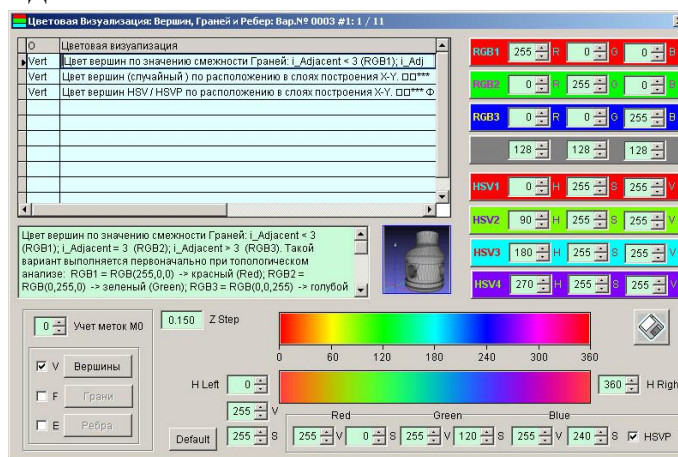 Цветовая Визуализация: Вершин, Граней и Ребер: Вар.№ 0003 #1: 1 / 11
O Цветовая визуализация
Vert Цвет вершин по значению смежности Граней: i_Adjacent < 3 (RGB1); i_Adj
Vert Цвет вершин (случайный ) по расположению в слоях построения X-Y. □□***
Vert Цвет вершин HSV / HSVP по расположению в слоях построения X-Y. □□*** Ф
RGB1 255 R 0 G 0 B
RGB2 0 R 255 G 0 B
RGB3 0 R 0 G 255 B
128 128 128
HSV1 0 H 255 S 255 V
HSV2 90 H 255 S 255 V
HSV3 180 H 255 S 255 V
HSV4 270 H 255 S 255 V
Цвет вершин по значению смежности Граней: i_Adjacent < 3
(RGB1); i_Adjacent = 3 (RGB2); i_Adjacent > 3 (RGB3). Такой
вариант выполняется первоначально при топологическом
анализе: RGB1 = RGB(255,0,0) -> красный (Red); RGB2 =
RGB(0,255,0) -> зеленый (Green); RGB3 = RGB(0,0,255) -> голубой
0 Учет меток М0
0.150 Z Step
0 60 120 180 240 300 360
V Вершины
F Грани
E Ребра
H Left 0
360 H Righ
255 V
255 S
Default
Red Green Blue
255 V 0 S 255 V 120 S 255 V 240 S HSVP